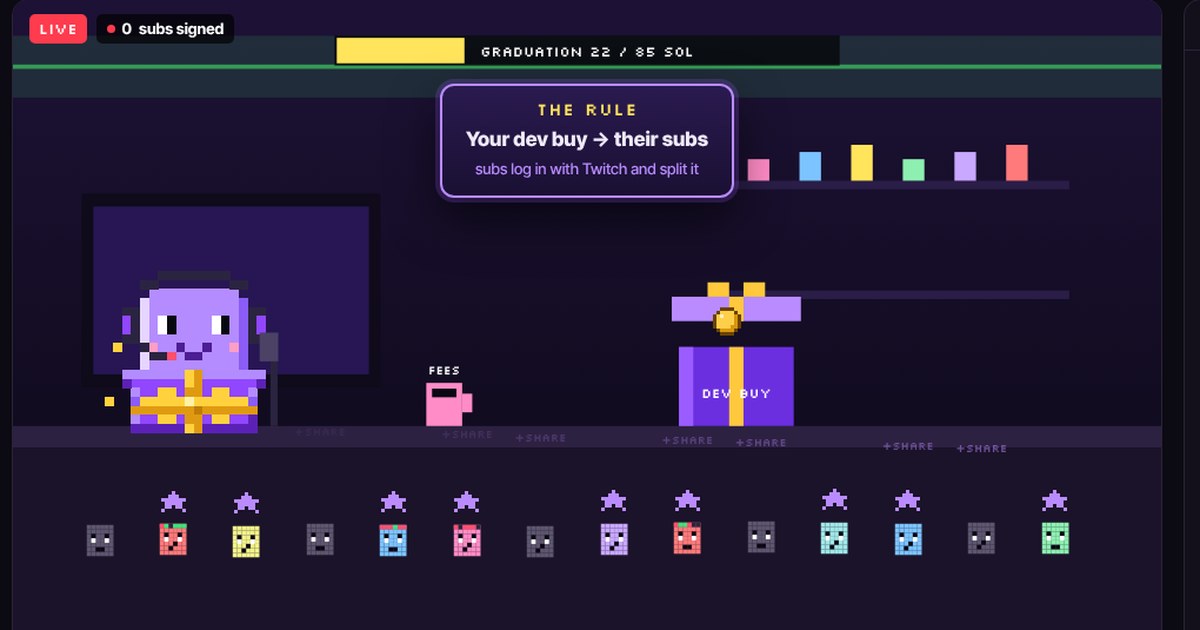 LIVE
0 subs signed
GRADUATION 22 / 85 SOL
THE RULE
Your dev buy → their subs
subs log in with Twitch and split it
FEES
DEV BUY
+SHARE
+SHARE
+SHARE
+SHARE
+SHARE
+SHARE
+SHARE